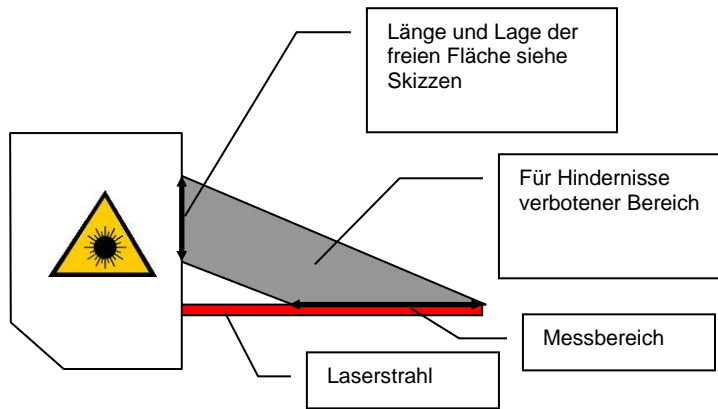 Länge und Lage der
freien Fläche siehe
Skizzen
Für Hindernisse
verbotener Bereich
Messbereich
Laserstrahl